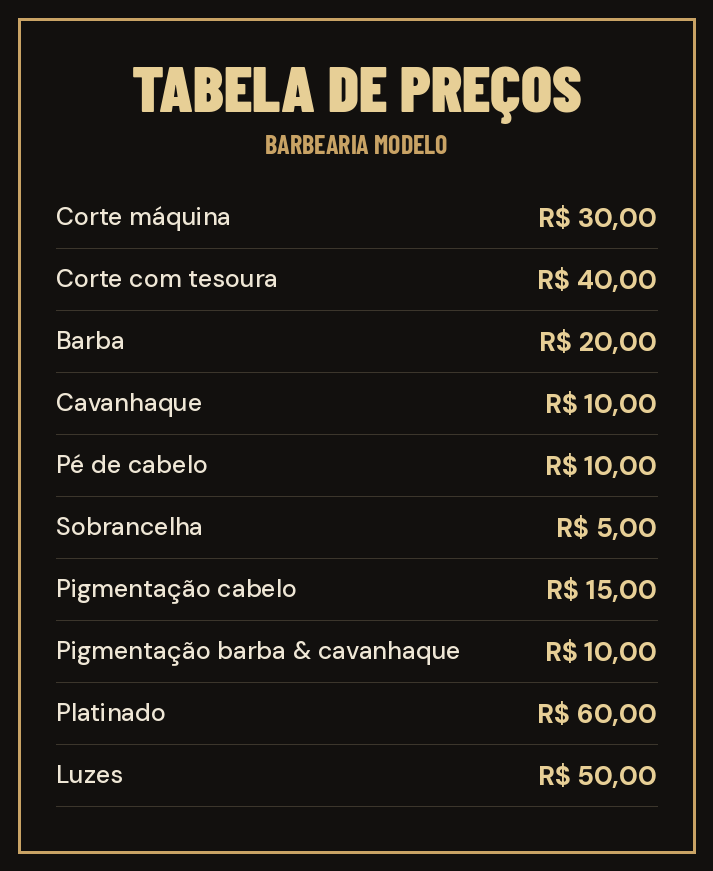 TABELA DE PREÇOS
BARBEARIA MODELO
Corte máquina R$ 30,00
Corte com tesoura R$ 40,00
Barba R$ 20,00
Cavanhaque R$ 10,00
Pé de cabelo R$ 10,00
Sobrancelha R$ 5,00
Pigmentação cabelo R$ 15,00
Pigmentação barba & cavanhaque R$ 10,00
Platinado R$ 60,00
Luzes R$ 50,00